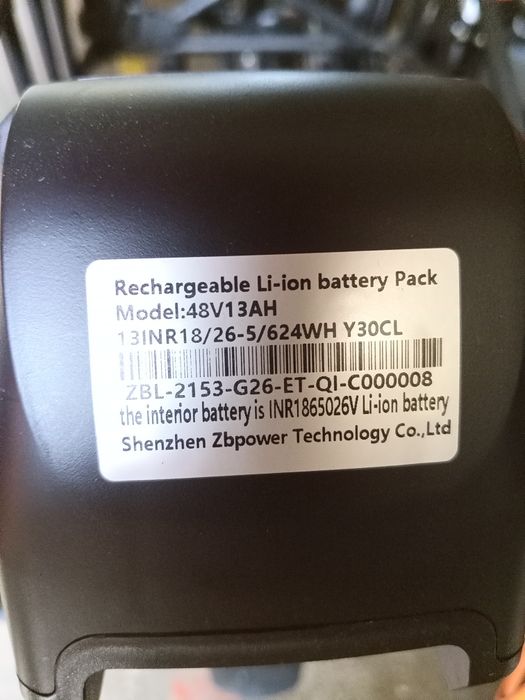 Rechargeable Li-ion battery Pack
Model:48V13AH
13INR18/26-5/624WH Y30CL
ZBL-2153-G26-ET-QI-C000008
the interior battery is INR1865026V Li-ion battery
Shenzhen Zbpower Technology Co.,Ltd